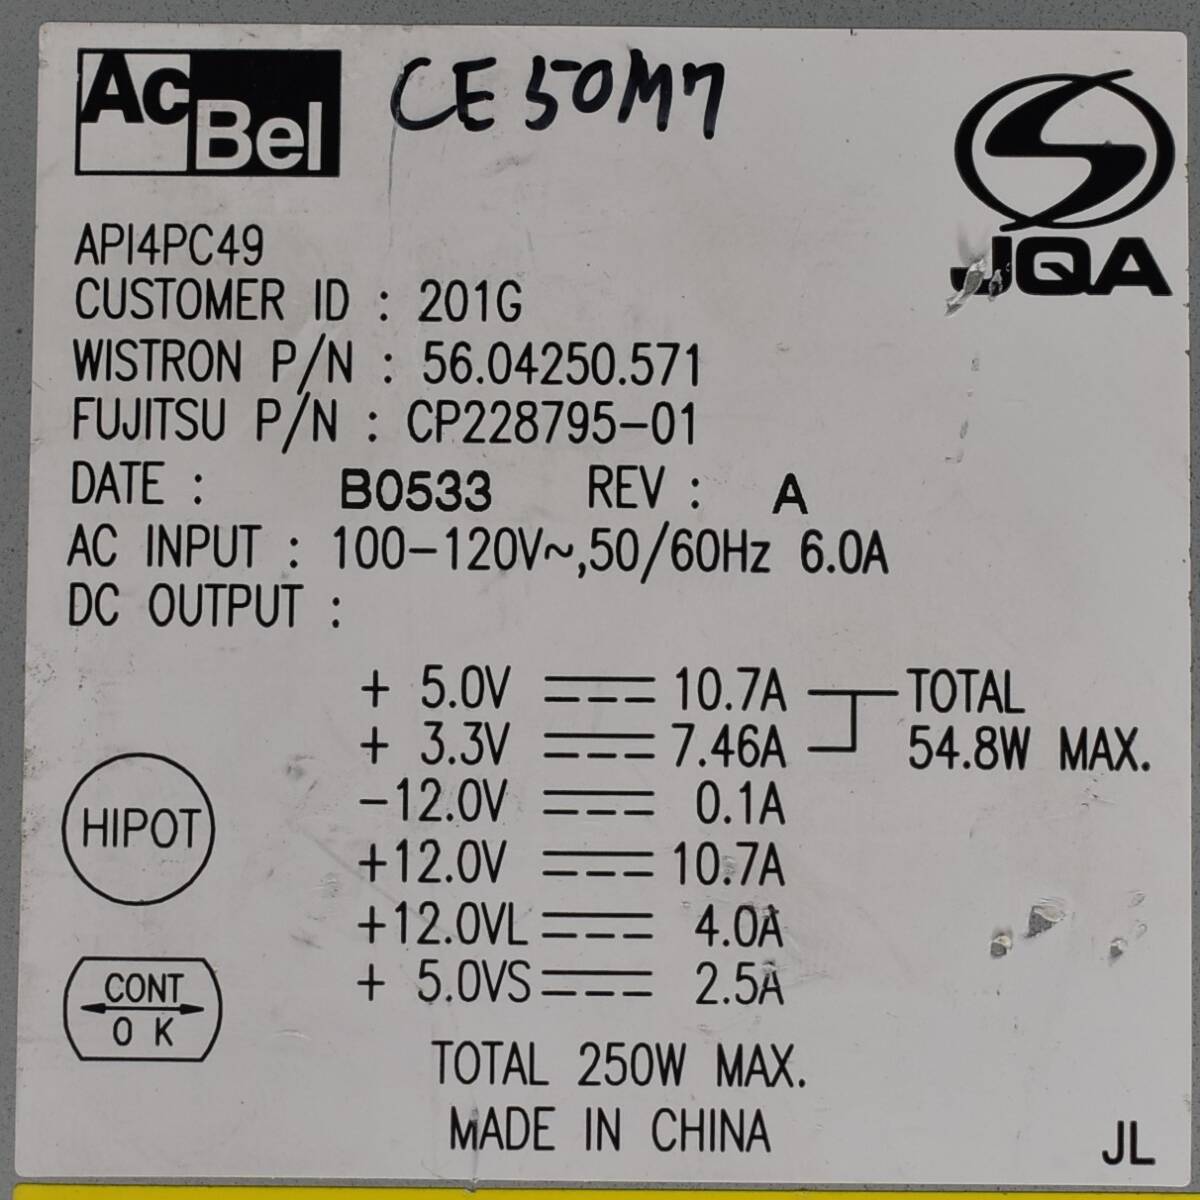 AcBel CE50M7
JQA
API4PC49
CUSTOMER ID : 201G
WISTRON P/N : 56.04250.571
FUJITSU P/N : CP228795-01
DATE : B0533 REV : A
AC INPUT : 100-120V~,50/60Hz 6.0A
DC OUTPUT :
+ 5.0V 10.7A TOTAL
+ 3.3V 7.46A 54.8W MAX.
-12.0V 0.1A
+12.0V 10.7A
+12.0VL 4.0A
+ 5.0VS 2.5A
HIPOT
CONT
O K
TOTAL 250W MAX.
MADE IN CHINA
JL